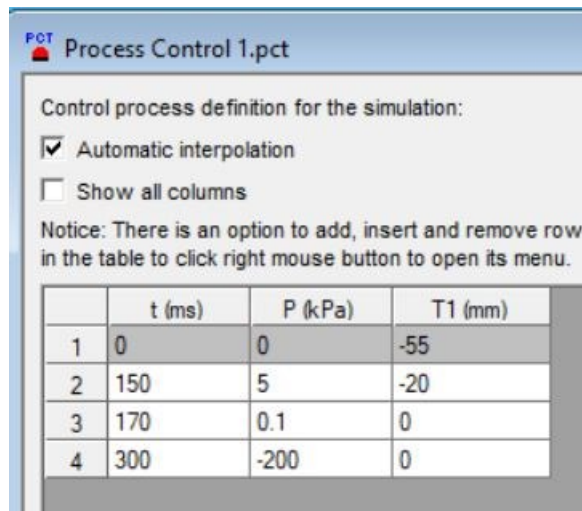 PCT
Process Control 1.pct
Control process definition for the simulation:
Automatic interpolation
Show all columns
Notice: There is an option to add, insert and remove row
in the table to click right mouse button to open its menu.
t (ms) P (kPa) T1 (mm)
1 0 0 -55
2 150 5 -20
3 170 0.1 0
4 300 -200 0